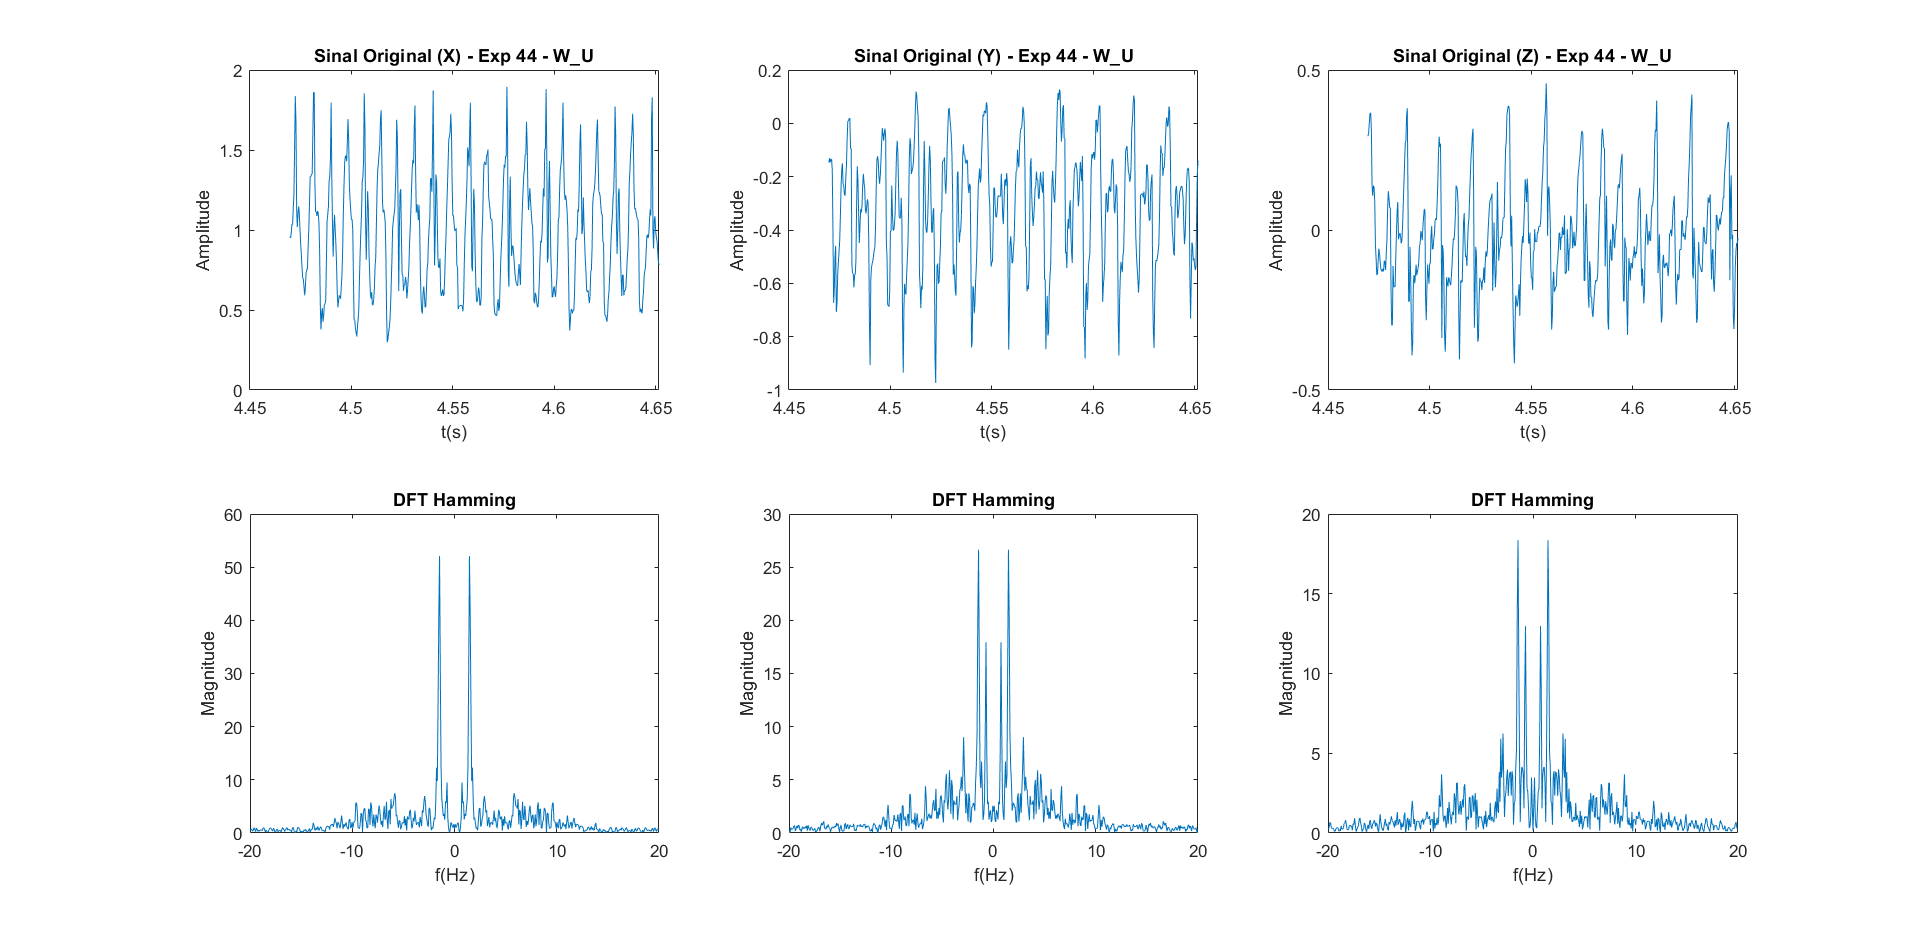 Sinal Original (X) - Exp 44 - W_U
2
1.5
1
0.5
0
Amplitude
4.45 4.5 4.55 4.6 4.65
t(s)
Sinal Original (Y) - Exp 44 - W_U
0.2
0
-0.2
-0.4
-0.6
-0.8
-1
Amplitude
4.45 4.5 4.55 4.6 4.65
t(s)
Sinal Original (Z) - Exp 44 - W_U
0.5
0
-0.5
Amplitude
4.45 4.5 4.55 4.6 4.65
t(s)
DFT Hamming
60
50
40
30
20
10
0
Magnitude
-20 -10 0 10 20
f(Hz)
DFT Hamming
30
25
20
15
10
5
0
Magnitude
-20 -10 0 10 20
f(Hz)
DFT Hamming
20
15
10
5
0
Magnitude
-20 -10 0 10 20
f(Hz)